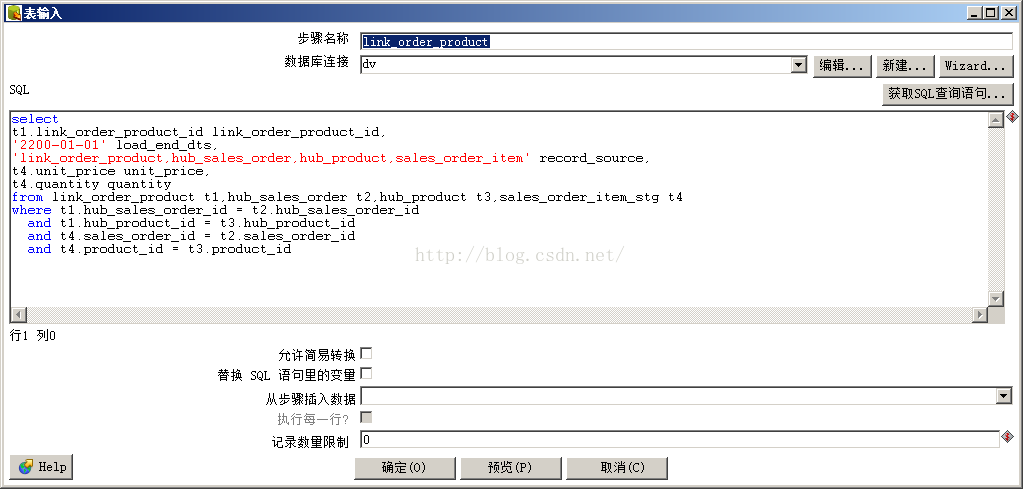 表输入
步骤名称 link_order_product
数据库连接 dv 编辑... 新建... Wizard...
SQL 获取SQL查询语句...
select
t1.link_order_product_id link_order_product_id,
'2200-01-01' load_end_dts,
'link_order_product,hub_sales_order,hub_product,sales_order_item' record_source,
t4.unit_price unit_price,
t4.quantity quantity
from link_order_product t1,hub_sales_order t2,hub_product t3,sales_order_item_stg t4
where t1.hub_sales_order_id = t2.hub_sales_order_id
and t1.hub_product_id = t3.hub_product_id
and t4.sales_order_id = t2.sales_order_id
and t4.product_id = t3.product_id
http://blog.csdn.net/
行1 列0
允许简易转换
替换 SQL 语句里的变量
从步骤插入数据
执行每一行?
记录数量限制 0
Help 确定(O) 预览(P) 取消(C)